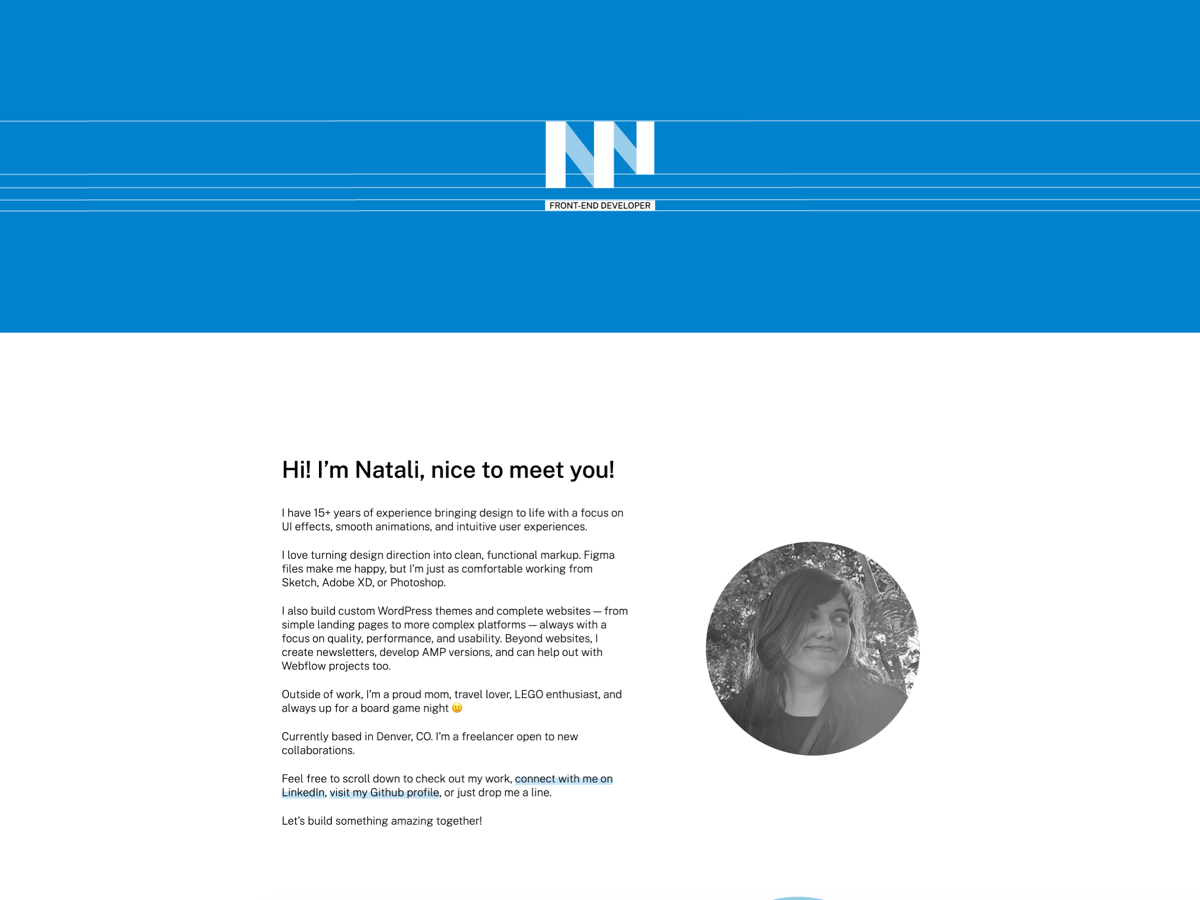 NN
FRONT-END DEVELOPER
Hi! I’m Natali, nice to meet you!
I have 15+ years of experience bringing design to life with a focus on
UI effects, smooth animations, and intuitive user experiences.
I love turning design direction into clean, functional markup. Figma
files make me happy, but I’m just as comfortable working from
Sketch, Adobe XD, or Photoshop.
I also build custom WordPress themes and complete websites — from
simple landing pages to more complex platforms — always with a
focus on quality, performance, and usability. Beyond websites, I
create newsletters, develop AMP versions, and can help out with
Webflow projects too.
Outside of work, I’m a proud mom, travel lover, LEGO enthusiast, and
always up for a board game night 🙂
Currently based in Denver, CO. I’m a freelancer open to new
collaborations.
Feel free to scroll down to check out my work, connect with me on
LinkedIn, visit my Github profile, or just drop me a line.
Let’s build something amazing together!